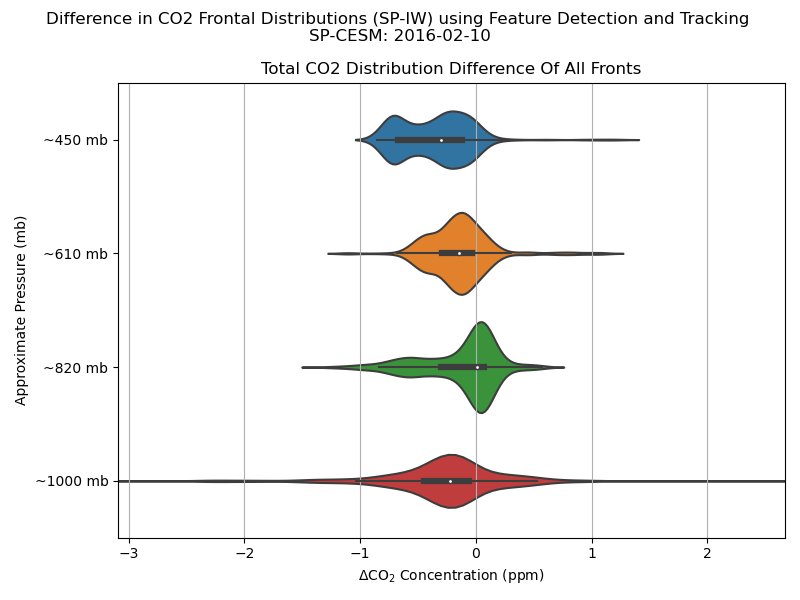 Difference in CO2 Frontal Distributions (SP-IW) using Feature Detection and Tracking
SP-CESM: 2016-02-10
Total CO2 Distribution Difference Of All Fronts
Approximate Pressure (mb)
~450 mb
~610 mb
~820 mb
~1000 mb
−3 −2 −1 0 1 2
ΔCO₂ Concentration (ppm)